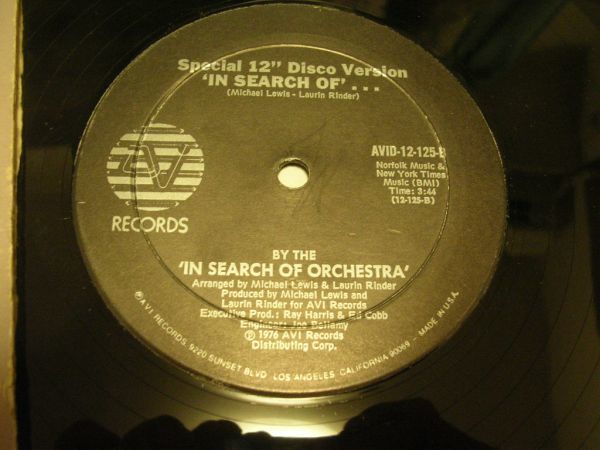 Special 12" Disco Version
'IN SEARCH OF' ...
(Michael Lewis - Laurin Rinder)
AVID-12-125-B
Norfolk Music &
New York Times
Music (BMI)
Time: 3:44
(12-125-B)
AVI
RECORDS
BY THE
'IN SEARCH OF ORCHESTRA'
Arranged by Michael Lewis & Laurin Rinder
Produced by Michael Lewis and
Laurin Rinder for AVI Records
Executive Prod.: Ray Harris & Ed Cobb
Engineer: Joe Bellamy
Ⓟ 1976 AVI Records
Distributing Corp.
Ⓟ AVI RECORDS, 9220 SUNSET BLVD. LOS ANGELES, CALIFORNIA 90069 - MADE IN U.S.A.